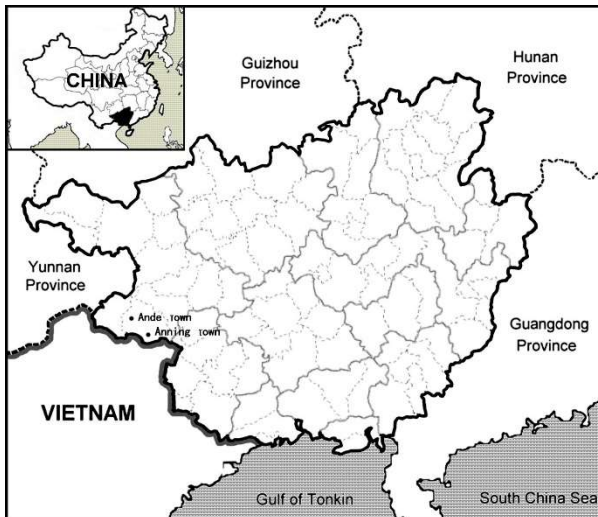 CHINA
Guizhou
Province
Hunan
Province
Yunnan
Province
Ande Town
Anning Town
Guangdong
Province
VIETNAM
Gulf of Tonkin
South China Sea